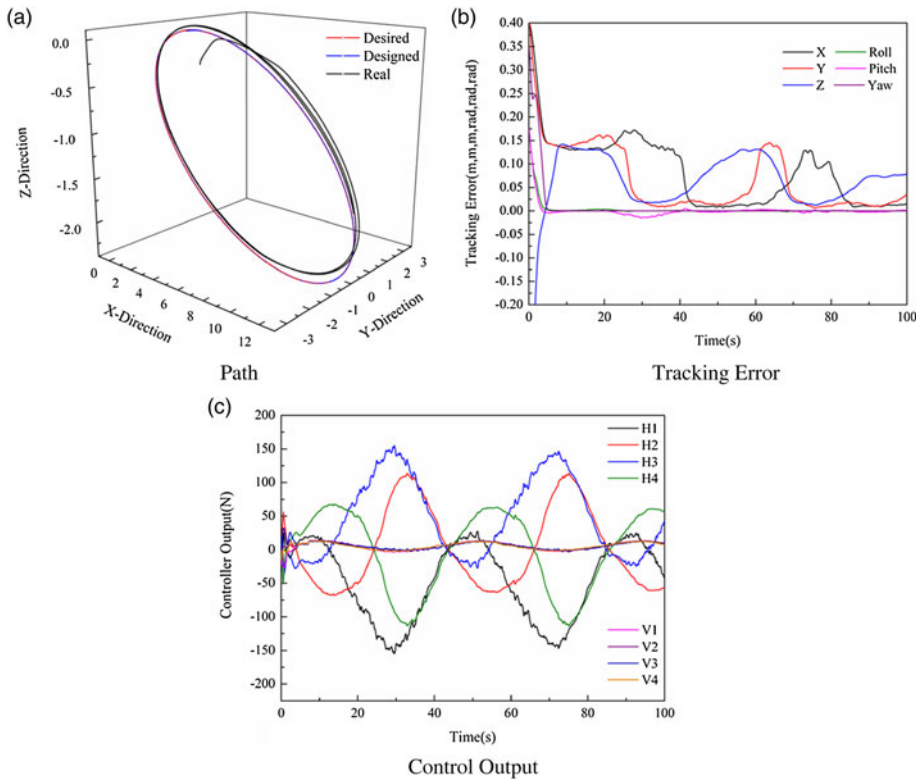 (a)
Desired
Designed
Real
0.0
-0.5
-1.0
-1.5
-2.0
Z-Direction
0
2
4
6
8
10
12
X-Direction
-3
-2
-1
0
1
2
3
Y-Direction
Path
(b)
0.40
0.35
0.30
0.25
0.20
0.15
0.10
0.05
0.00
-0.05
-0.10
-0.15
-0.20
Tracking Error(m,m,m,rad,rad,rad)
X
Y
Z
Roll
Pitch
Yaw
0
20
40
60
80
100
Time(s)
Tracking Error
(c)
200
150
100
50
0
-50
-100
-150
-200
Controller Output(N)
H1
H2
H3
H4
V1
V2
V3
V4
0
20
40
60
80
100
Time(s)
Control Output